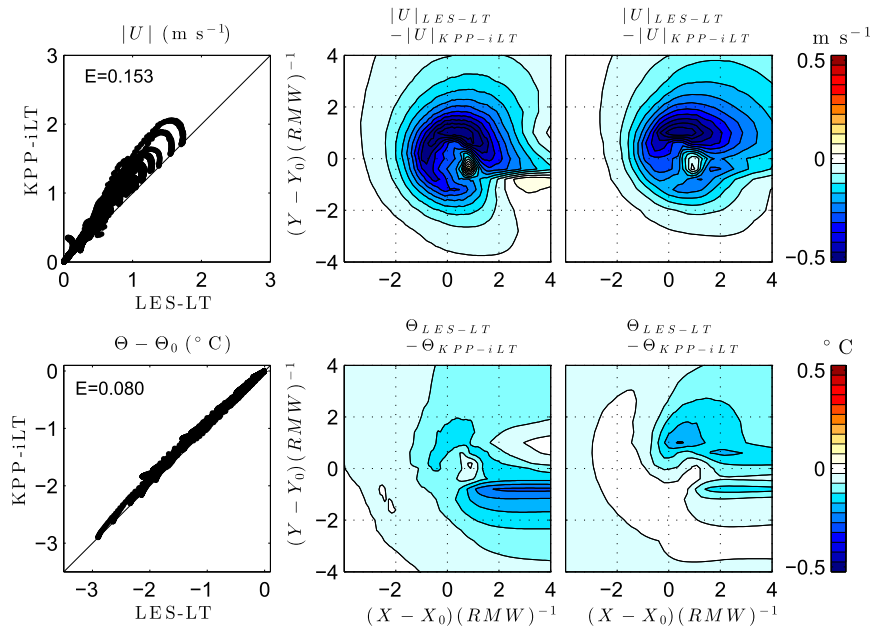 |U| (m s⁻¹)
|U|LES−LT
−|U|KPP−iLT
|U|LES−LT
−|U|KPP−iLT
m s⁻¹
3
2
1
0
KPP-iLT
E=0.153
0 1 2 3
LES-LT
4
2
0
−2
−4
(Y − Y₀)(RMW)⁻¹
−2 0 2 4
−2 0 2 4
0.5
0
−0.5
Θ − Θ₀ (° C)
ΘLES−LT
−ΘKPP−iLT
ΘLES−LT
−ΘKPP−iLT
° C
0
−1
−2
−3
KPP-iLT
E=0.080
−3 −2 −1 0
LES-LT
4
2
0
−2
−4
(Y − Y₀)(RMW)⁻¹
−2 0 2 4
(X − X₀)(RMW)⁻¹
−2 0 2 4
(X − X₀)(RMW)⁻¹
0.5
0
−0.5